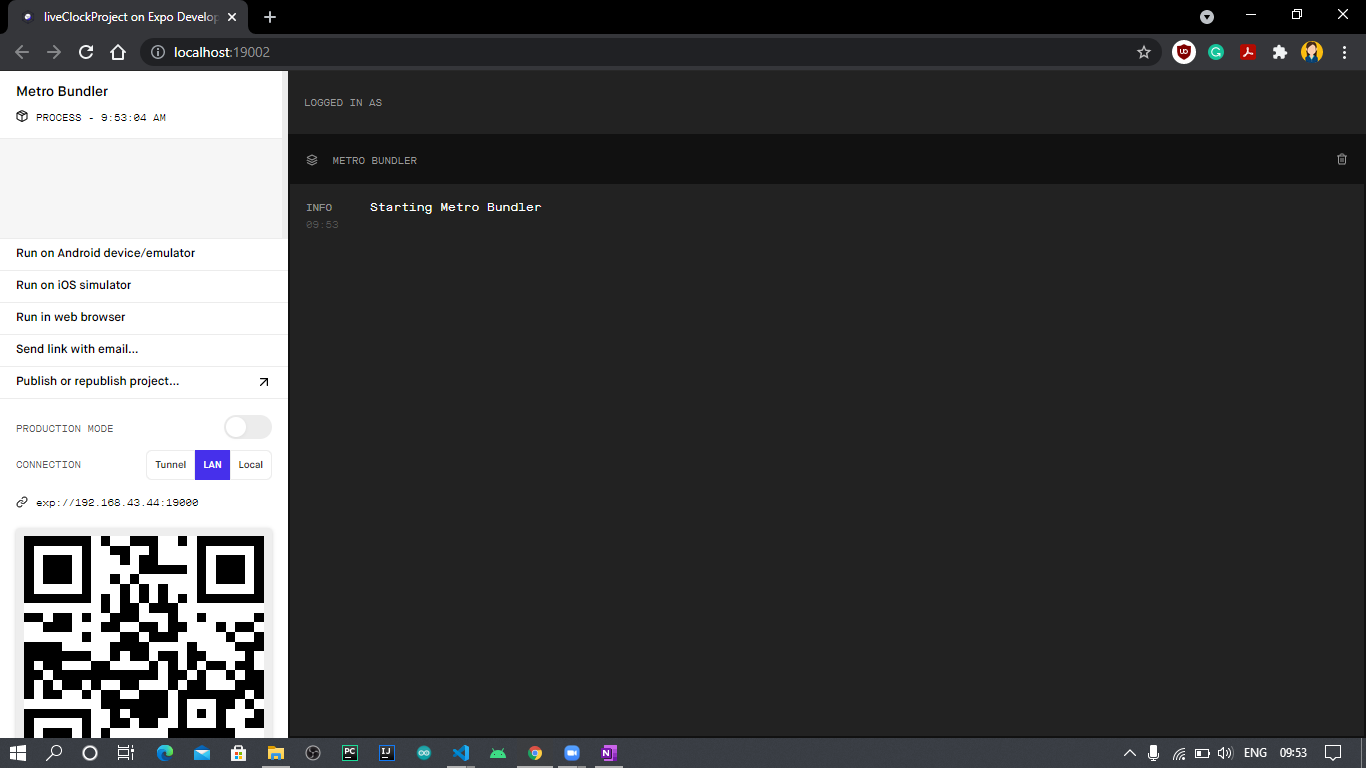 liveClockProject on Expo Develop
localhost:19002
Metro Bundler
PROCESS - 9:53:04 AM
Run on Android device/emulator
Run on iOS simulator
Run in web browser
Send link with email...
Publish or republish project...
PRODUCTION MODE
CONNECTION
Tunnel
LAN
Local
exp://192.168.43.44:19000
LOGGED IN AS
METRO BUNDLER
INFO
Starting Metro Bundler
09:53
PC
IJ
N
ENG
09:53